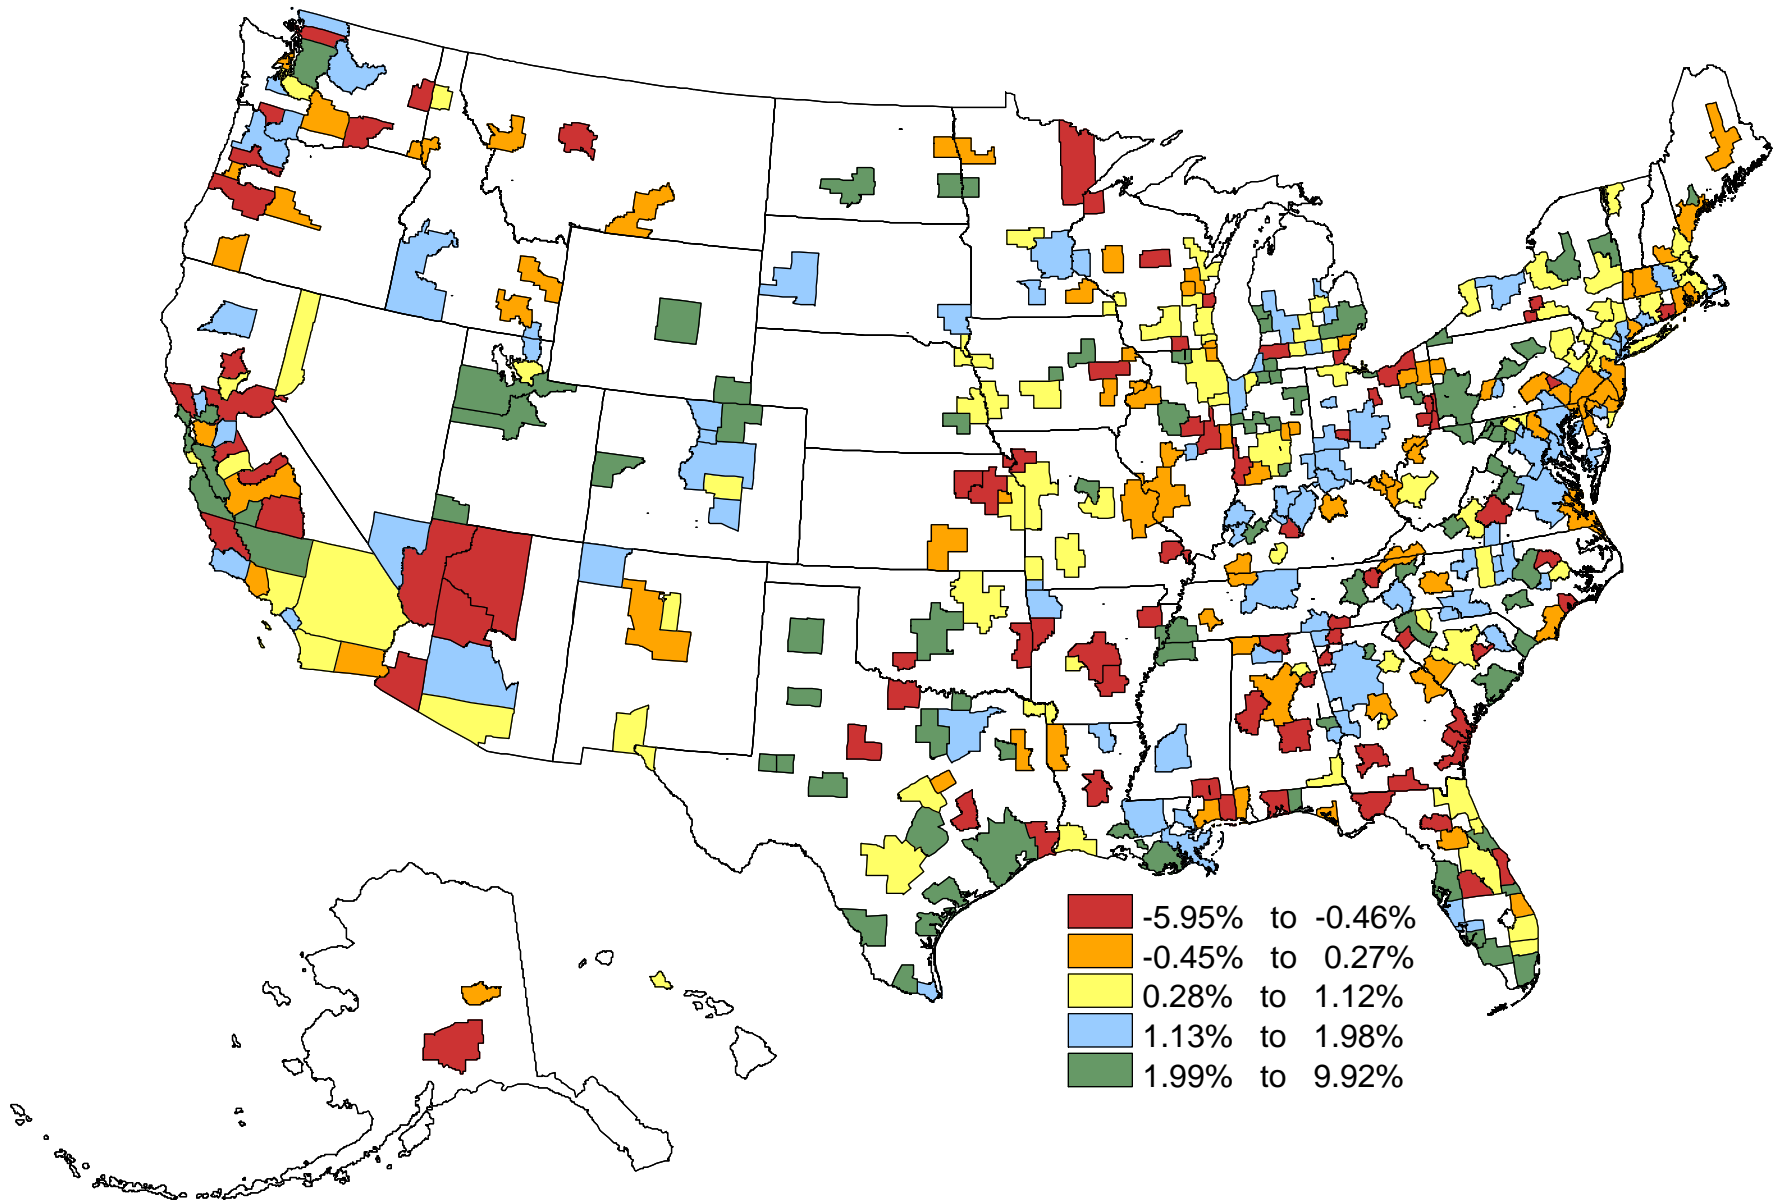 -5.95% to -0.46%
-0.45% to 0.27%
0.28% to 1.12%
1.13% to 1.98%
1.99% to 9.92%